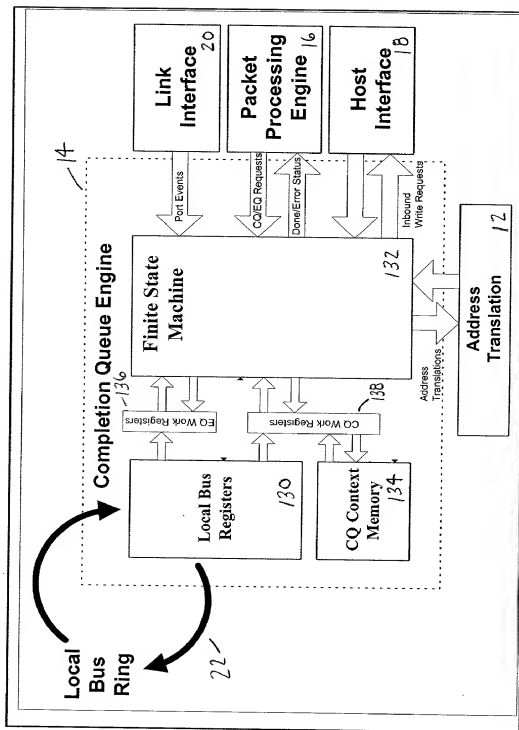 Completion Queue Engine
14
Local
Bus
Ring
22
Local Bus
Registers
130
CQ Context
Memory
134
EQ Work Registers
136
CQ Work Registers
138
Finite State
Machine
132
Port Events
CQ/EQ Requests
Done/Error Status
Inbound
Write Requests
Link
Interface
20
Packet
Processing
Engine
16
Host
Interface
18
Address
Translations
Address
Translation
12